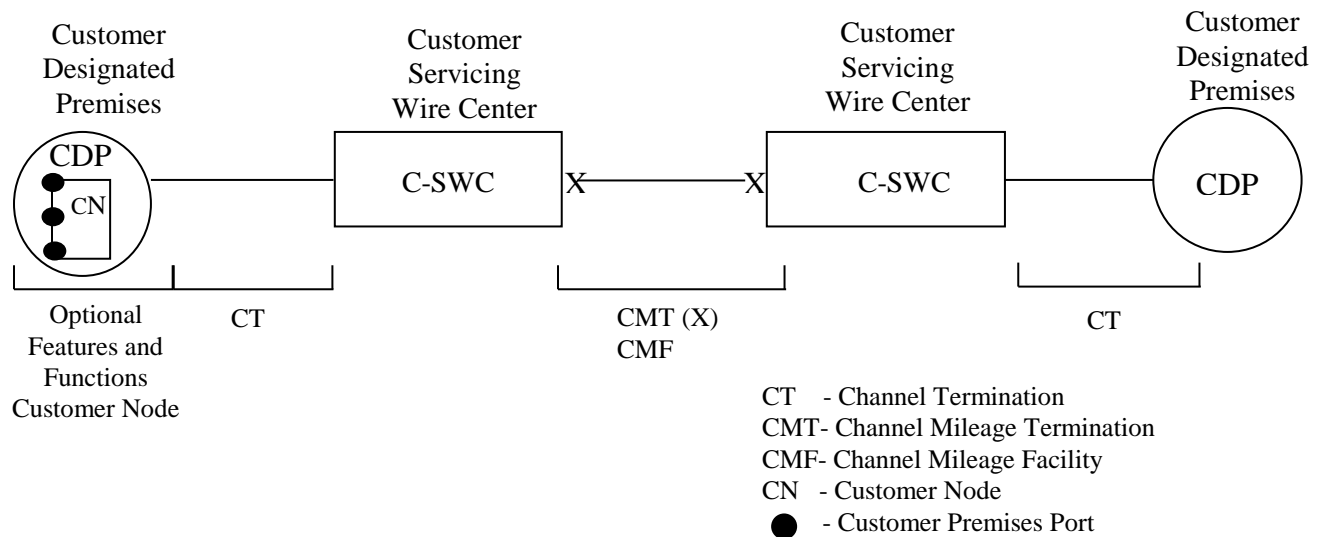 Customer
Designated
Premises
Customer
Servicing
Wire Center
Customer
Servicing
Wire Center
Customer
Designated
Premises
CDP
CN
C-SWC
X
X
C-SWC
CDP
Optional
Features and
Functions
Customer Node
CT
CMT (X)
CMF
CT
CT - Channel Termination
CMT- Channel Mileage Termination
CMF- Channel Mileage Facility
CN - Customer Node
- Customer Premises Port